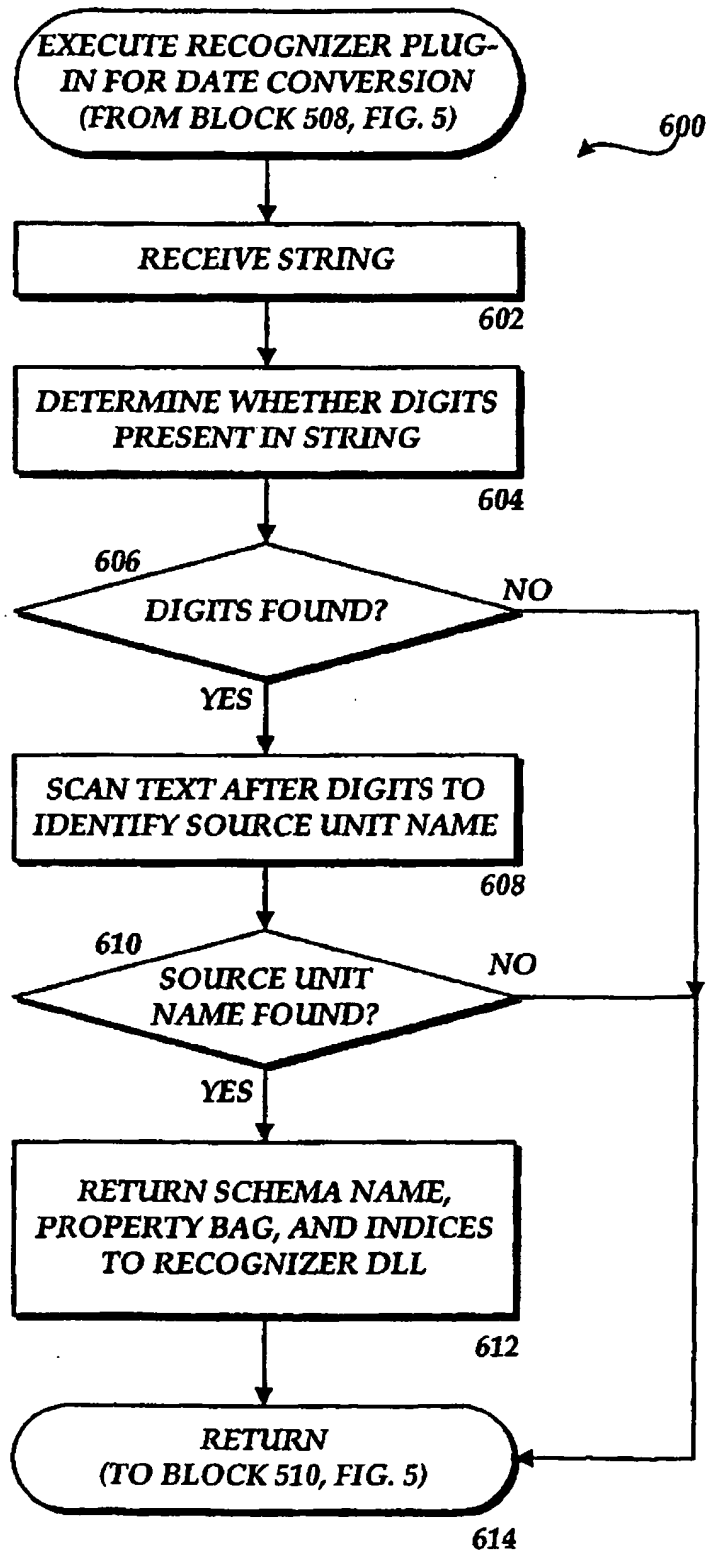 EXECUTE RECOGNIZER PLUG-
IN FOR DATE CONVERSION
(FROM BLOCK 508, FIG. 5)
600
RECEIVE STRING
602
DETERMINE WHETHER DIGITS
PRESENT IN STRING
604
606
DIGITS FOUND?
NO
YES
SCAN TEXT AFTER DIGITS TO
IDENTIFY SOURCE UNIT NAME
608
610
SOURCE UNIT
NAME FOUND?
NO
YES
RETURN SCHEMA NAME,
PROPERTY BAG, AND INDICES
TO RECOGNIZER DLL
612
RETURN
(TO BLOCK 510, FIG. 5)
614